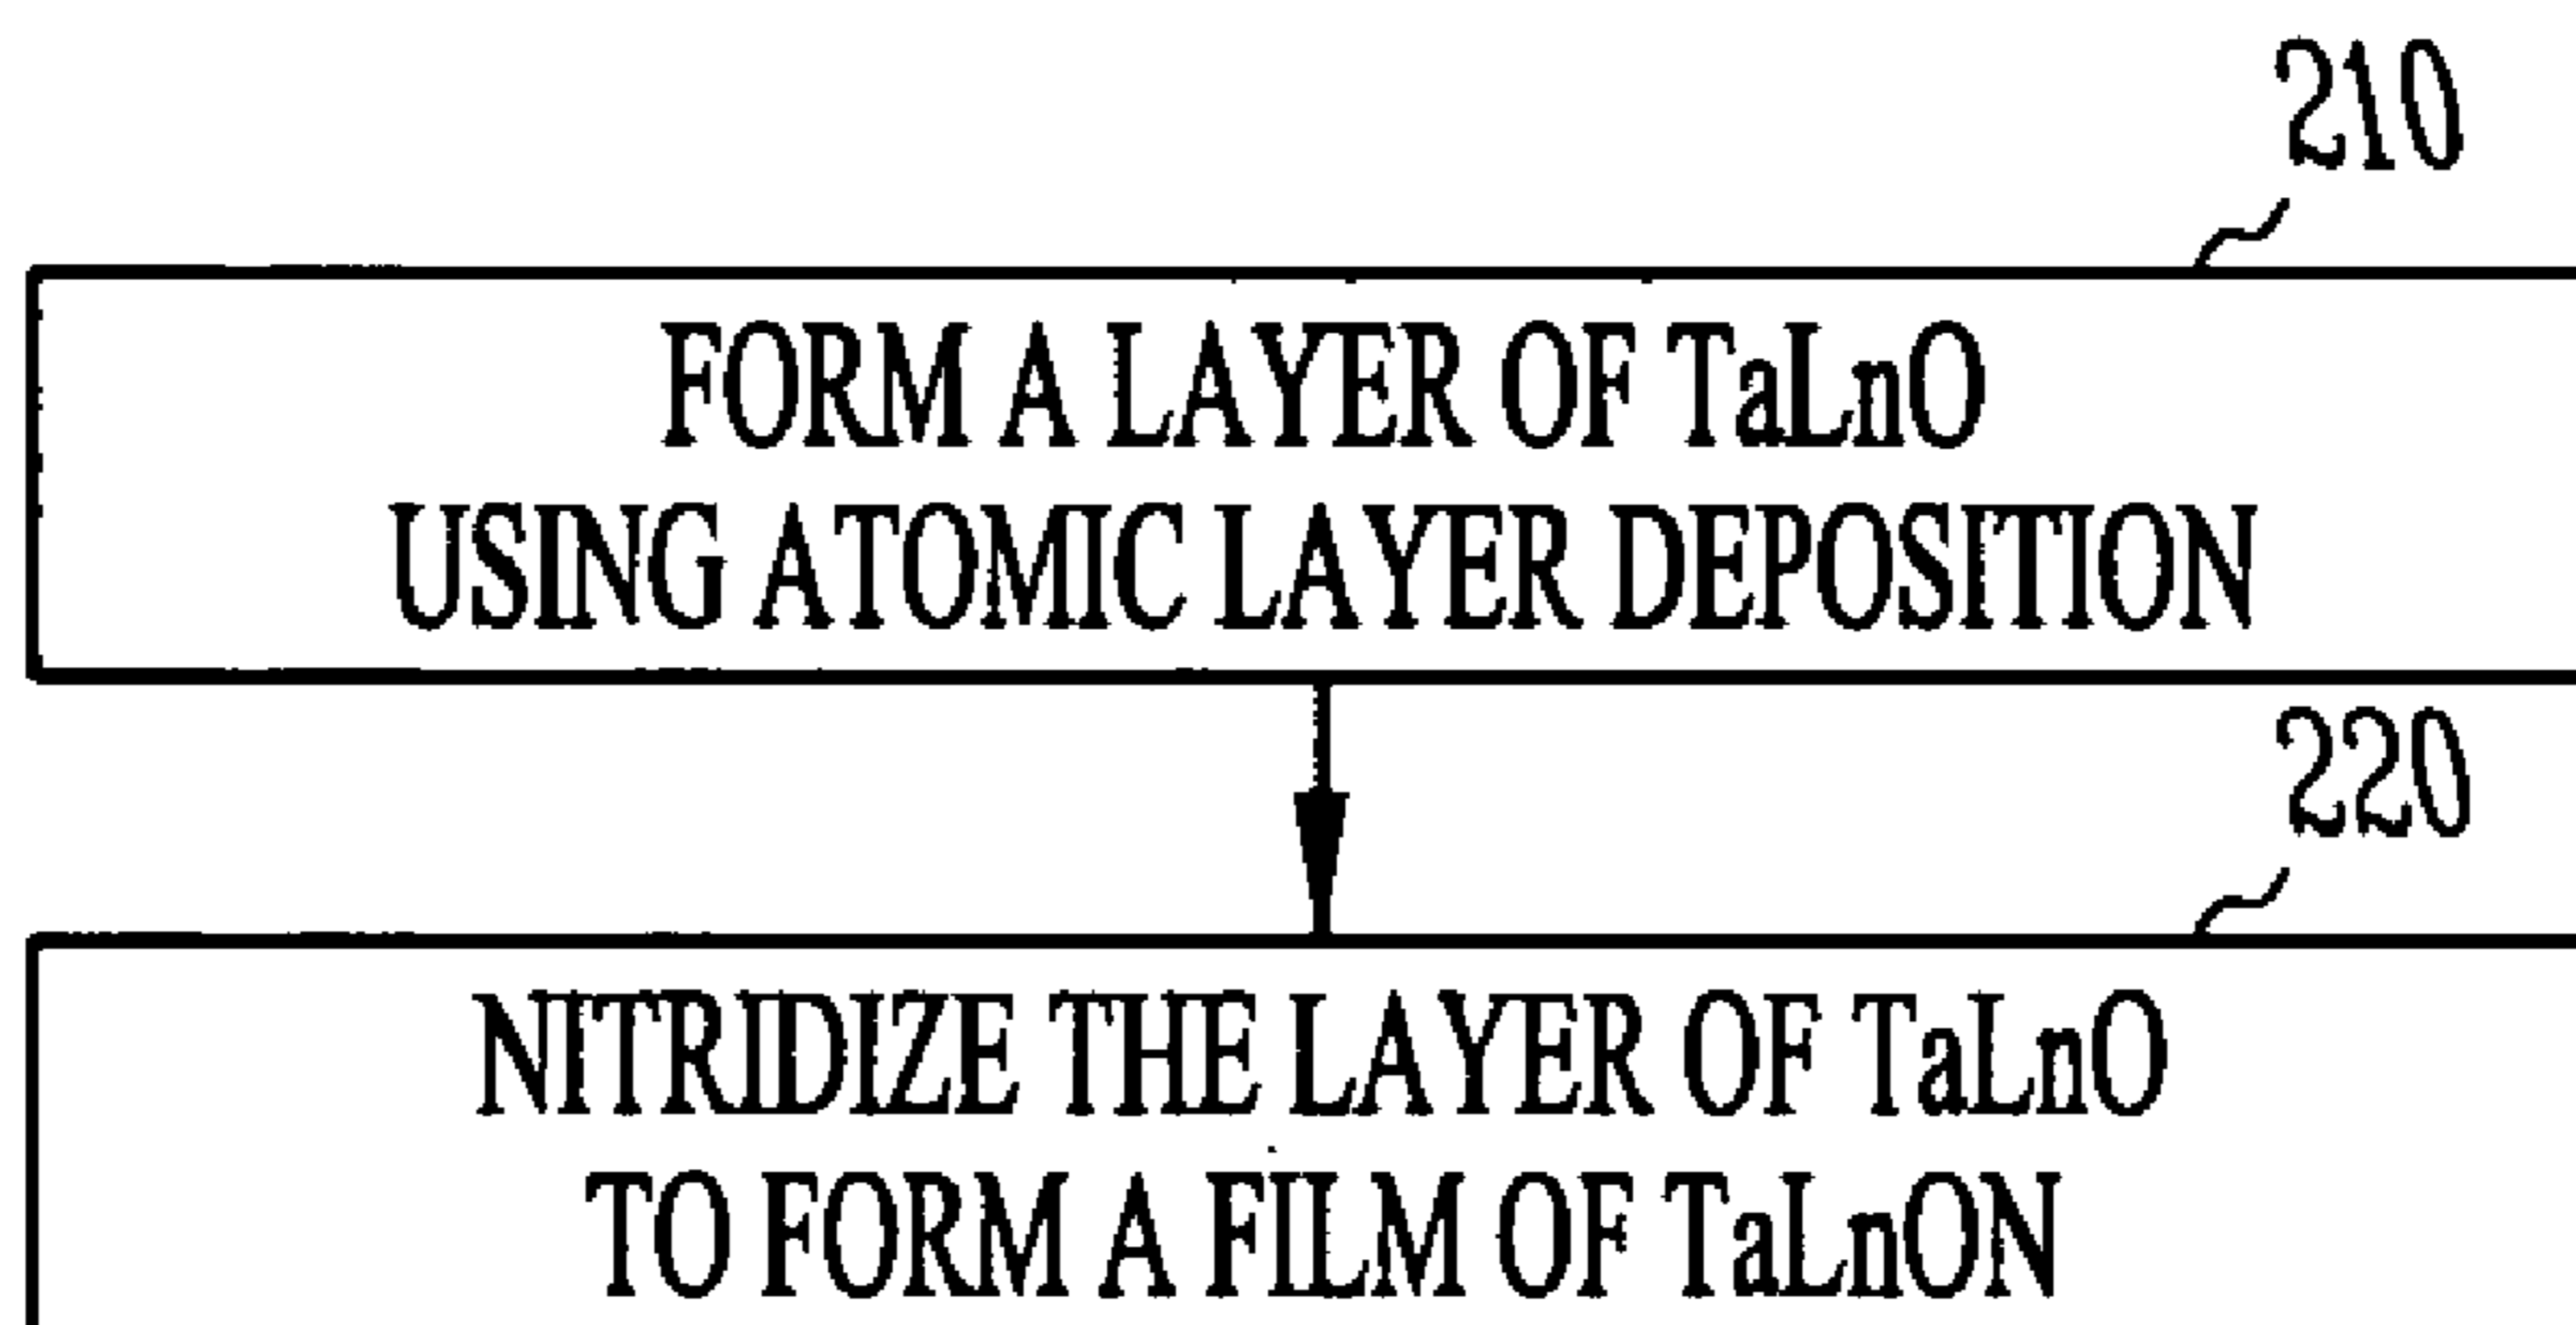 210
FORM A LAYER OF TaLnO
USING ATOMIC LAYER DEPOSITION
220
NITRIDIZE THE LAYER OF TaLnO
TO FORM A FILM OF TaLnON